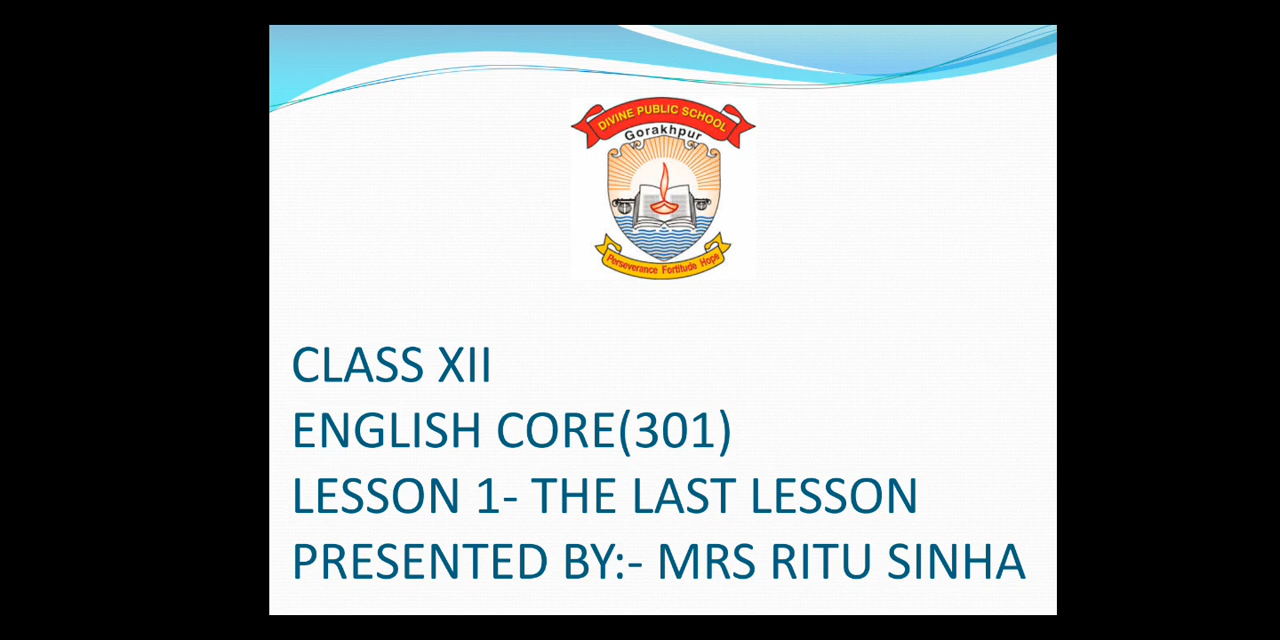 DIVINE PUBLIC SCHOOL
Gorakhpur
Perseverance Fortitude Hope
CLASS XII
ENGLISH CORE(301)
LESSON 1- THE LAST LESSON
PRESENTED BY:- MRS RITU SINHA